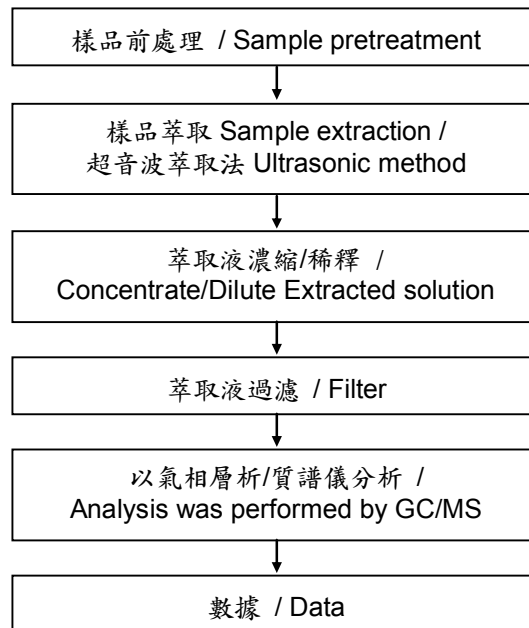 樣品前處理 / Sample pretreatment
樣品萃取 Sample extraction /
超音波萃取法 Ultrasonic method
萃取液濃縮/稀釋 /
Concentrate/Dilute Extracted solution
萃取液過濾 / Filter
以氣相層析/質譜儀分析 /
Analysis was performed by GC/MS
數據 / Data